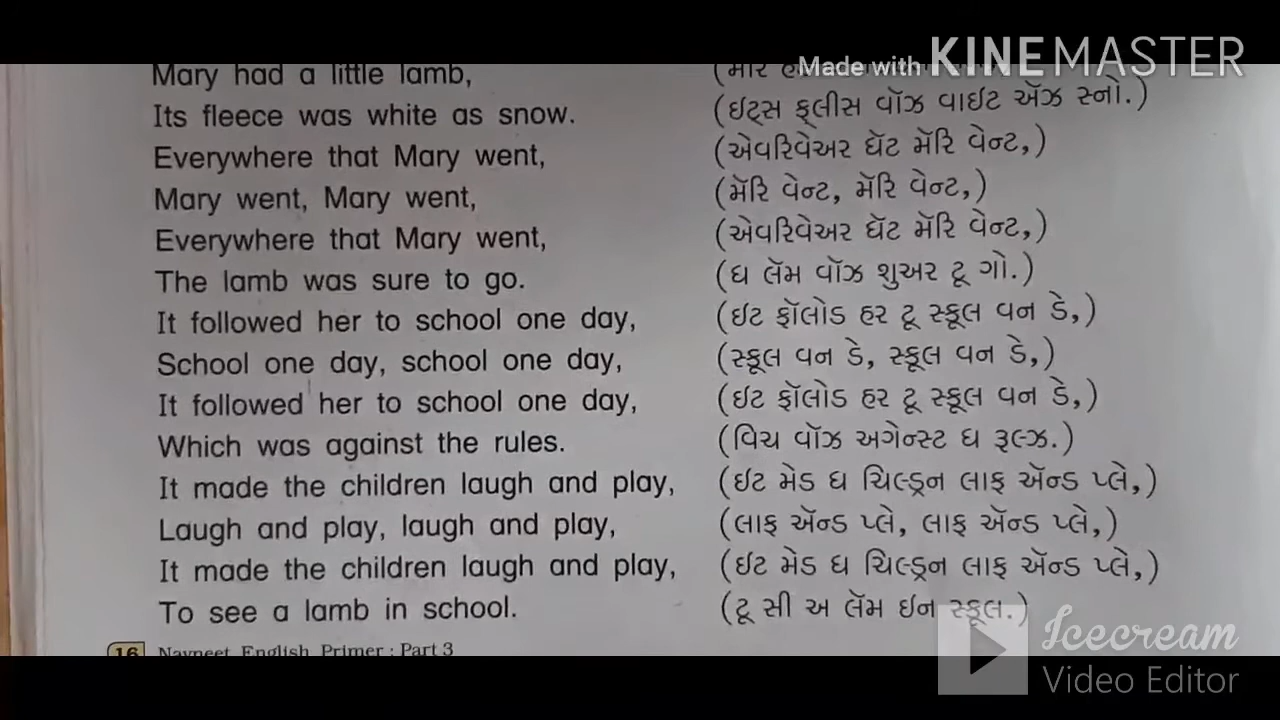 Made with KINEMASTER
Mary had a little lamb,
Its fleece was white as snow. (ઇટ્સ ફ્લીસ વૉઝ વાઇટ ઍઝ સ્નો.)
Everywhere that Mary went, (એવરિવેઅર ધૅટ મૅરિ વેન્ટ,)
Mary went, Mary went, (મૅરિ વેન્ટ, મૅરિ વેન્ટ,)
Everywhere that Mary went, (એવરિવેઅર ધૅટ મૅરિ વેન્ટ,)
The lamb was sure to go. (ધ લૅમ વૉઝ શુઅર ટૂ ગો.)
It followed her to school one day, (ઇટ ફૉલોડ હર ટૂ સ્કૂલ વન ડે,)
School one day, school one day, (સ્કૂલ વન ડે, સ્કૂલ વન ડે,)
It followed her to school one day, (ઇટ ફૉલોડ હર ટૂ સ્કૂલ વન ડે,)
Which was against the rules. (વિચ વૉઝ અગેન્સ્ટ ધ રૂલ્ઝ.)
It made the children laugh and play, (ઇટ મેડ ધ ચિલ્ડ્રન લાફ ઍન્ડ પ્લે,)
Laugh and play, laugh and play, (લાફ ઍન્ડ પ્લે, લાફ ઍન્ડ પ્લે,)
It made the children laugh and play, (ઇટ મેડ ધ ચિલ્ડ્રન લાફ ઍન્ડ પ્લે,)
To see a lamb in school. (ટૂ સી અ લૅમ ઇન સ્કૂલ.)
16 Navneet English Primer : Part 3
Icecream
Video Editor